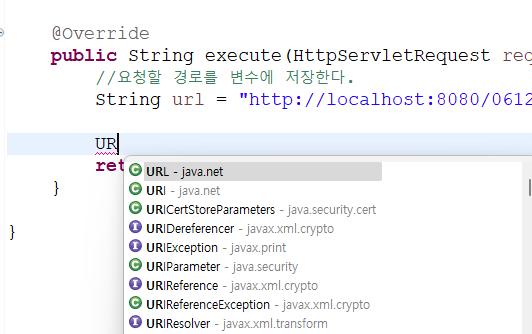 @Override
public String execute(HttpServletRequest req
//요청할 경로를 변수에 저장한다.
String url = "http://localhost:8080/0612
UR
ret
URL - java.net
URI - java.net
URICertStoreParameters - java.security.cert
URIDereferencer - javax.xml.crypto
URIException - javax.print
URIParameter - java.security
URIReference - javax.xml.crypto
URIReferenceException - javax.xml.crypto
URIResolver - javax.xml.transform
}
}